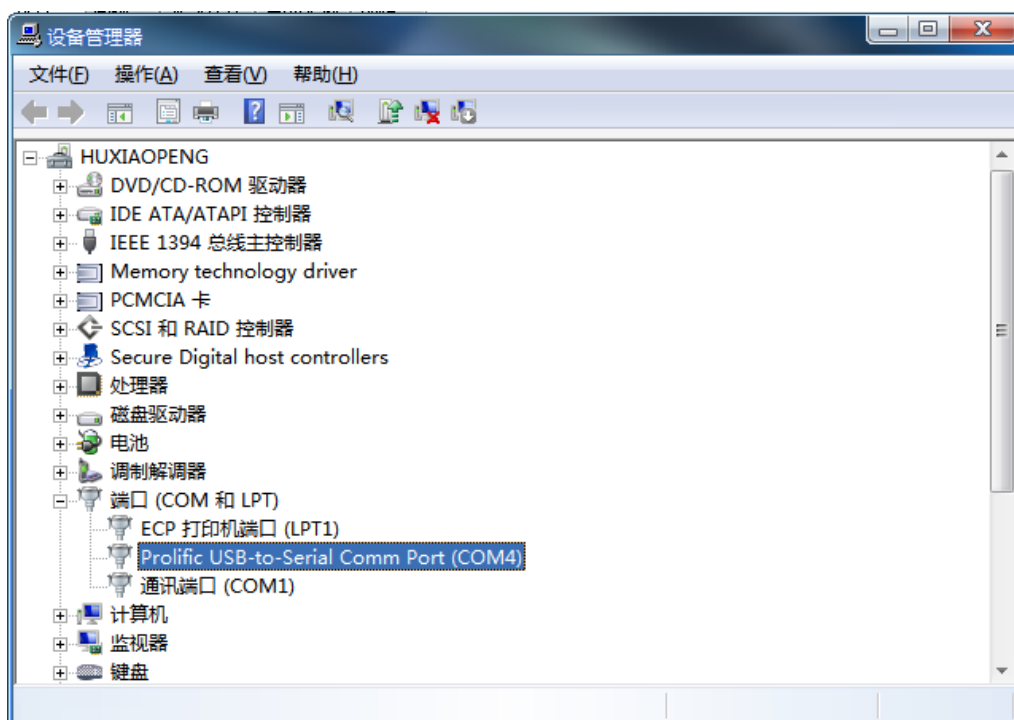 设备管理器
文件(F) 操作(A) 查看(V) 帮助(H)
HUXIAOPENG
DVD/CD-ROM 驱动器
IDE ATA/ATAPI 控制器
IEEE 1394 总线主控制器
Memory technology driver
PCMCIA 卡
SCSI 和 RAID 控制器
Secure Digital host controllers
处理器
磁盘驱动器
电池
调制解调器
端口 (COM 和 LPT)
ECP 打印机端口 (LPT1)
Prolific USB-to-Serial Comm Port (COM4)
通讯端口 (COM1)
计算机
监视器
键盘